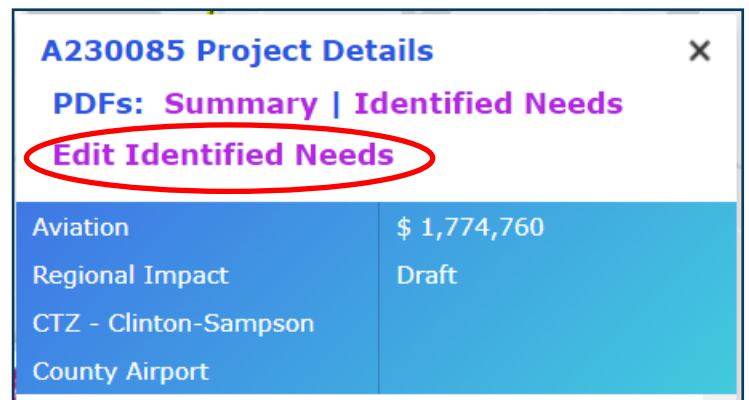 A230085 Project Details ×
PDFs: Summary | Identified Needs
Edit Identified Needs
Aviation $ 1,774,760
Regional Impact Draft
CTZ - Clinton-Sampson
County Airport